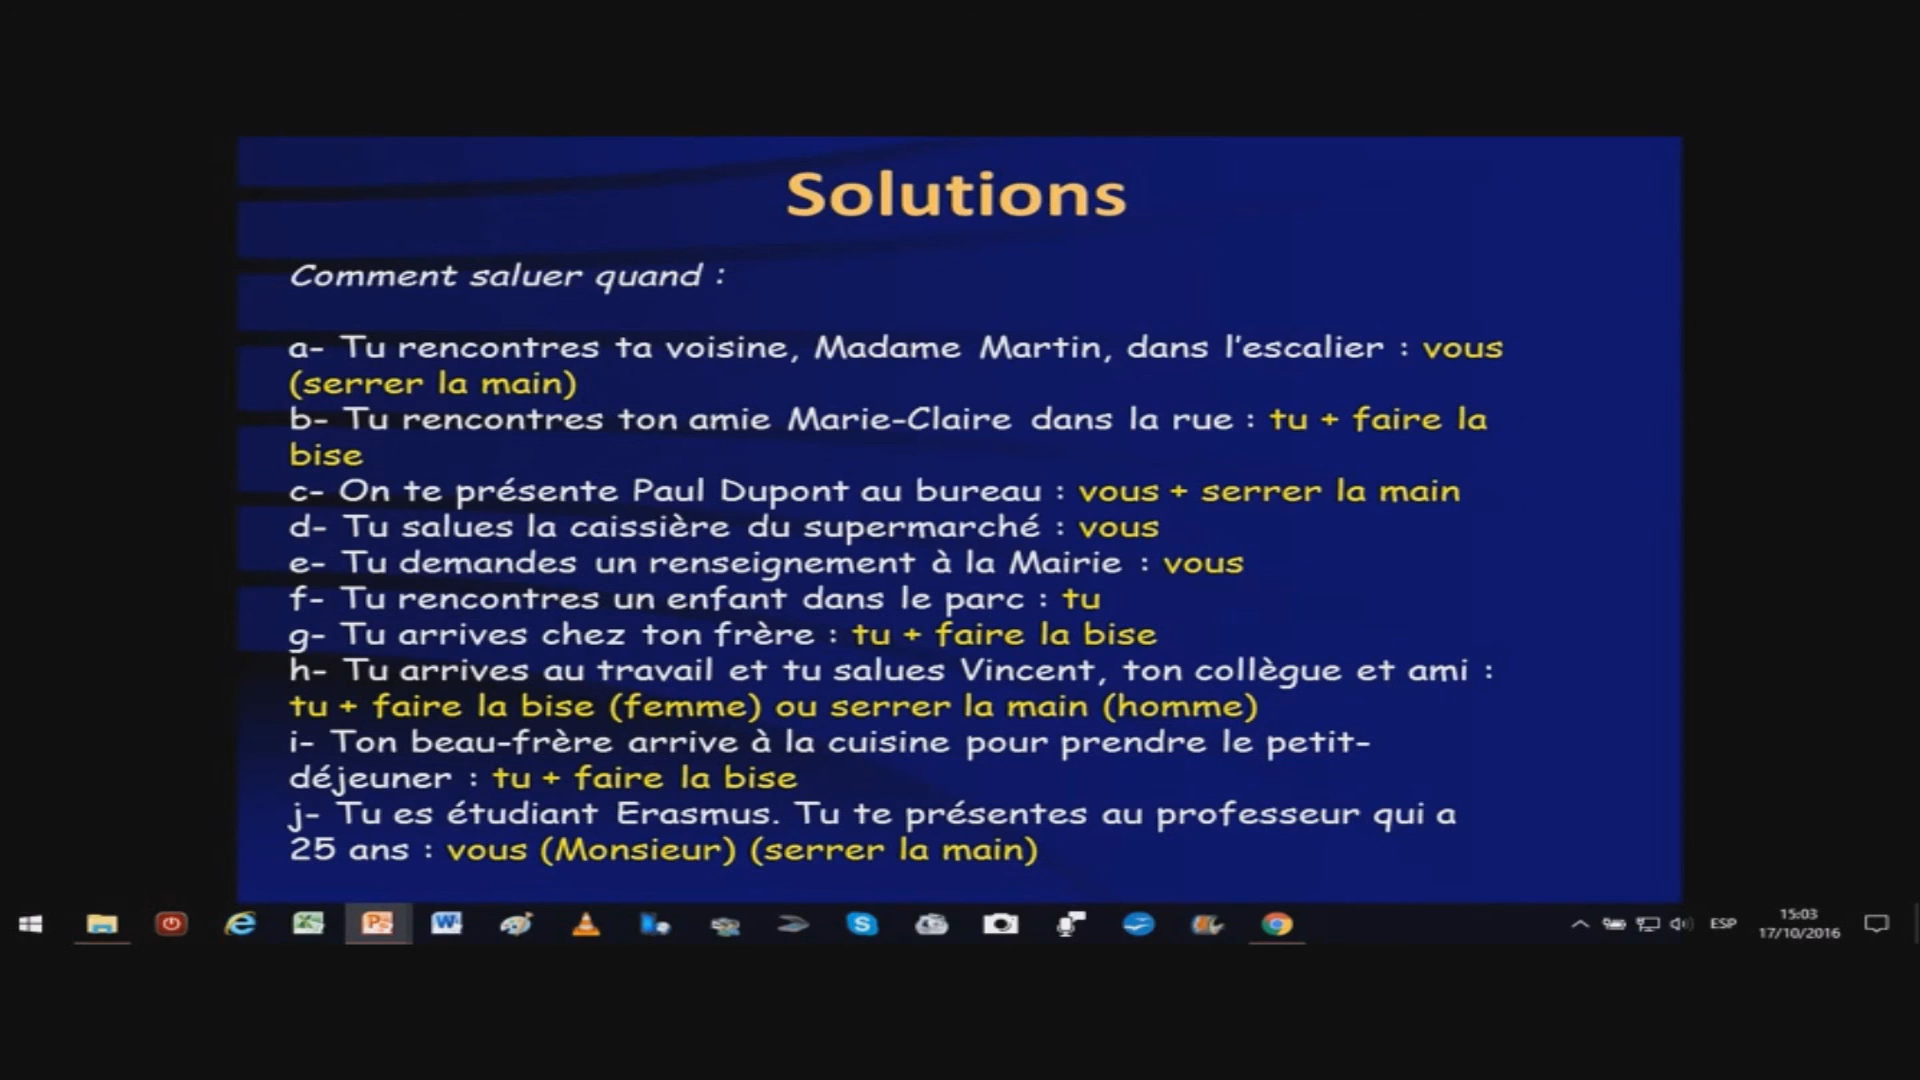 Solutions
Comment saluer quand :
a- Tu rencontres ta voisine, Madame Martin, dans l'escalier : vous
(serrer la main)
b- Tu rencontres ton amie Marie-Claire dans la rue : tu + faire la
bise
c- On te présente Paul Dupont au bureau : vous + serrer la main
d- Tu salues la caissière du supermarché : vous
e- Tu demandes un renseignement à la Mairie : vous
f- Tu rencontres un enfant dans le parc : tu
g- Tu arrives chez ton frère : tu + faire la bise
h- Tu arrives au travail et tu salues Vincent, ton collègue et ami :
tu + faire la bise (femme) ou serrer la main (homme)
i- Ton beau-frère arrive à la cuisine pour prendre le petit-
déjeuner : tu + faire la bise
j- Tu es étudiant Erasmus. Tu te présentes au professeur qui a
25 ans : vous (Monsieur) (serrer la main)
ESP
15:03
17/10/2016